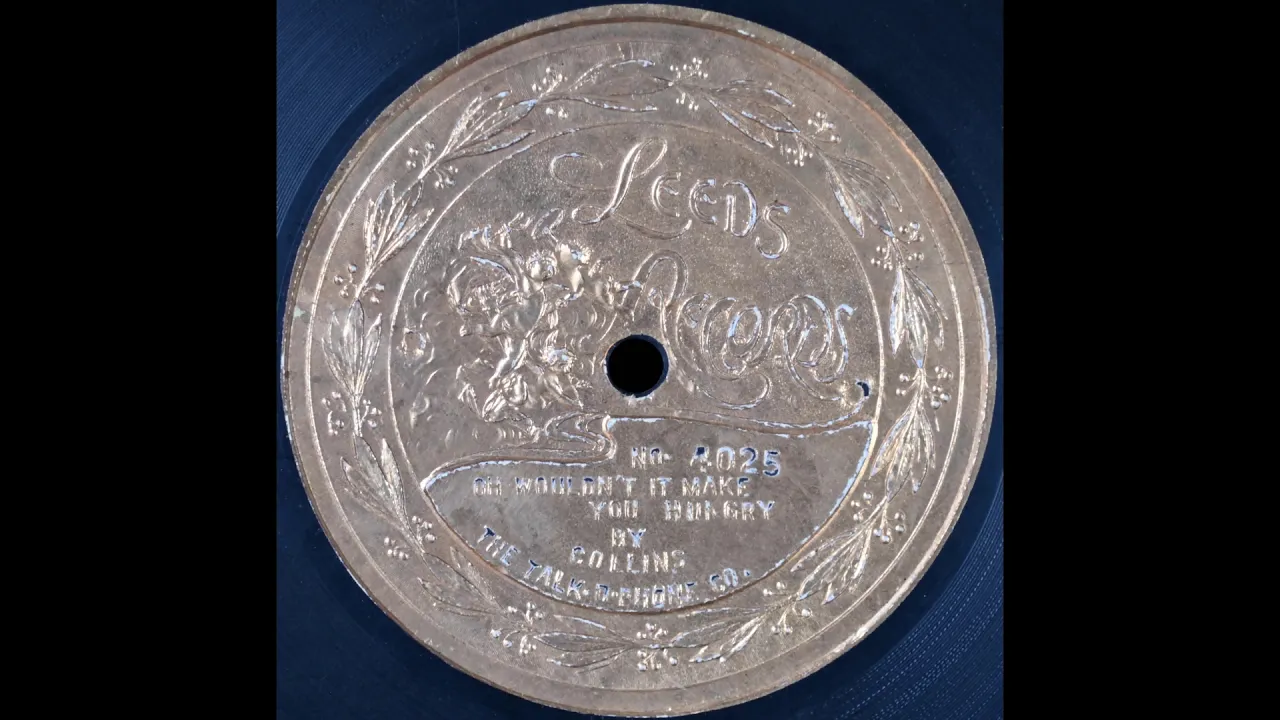 LEEDS
RECORDS
NO. 4025
OH WOULDN'T IT MAKE
YOU HUNGRY
BY
COLLINS
THE TALK-O-PHONE CO.